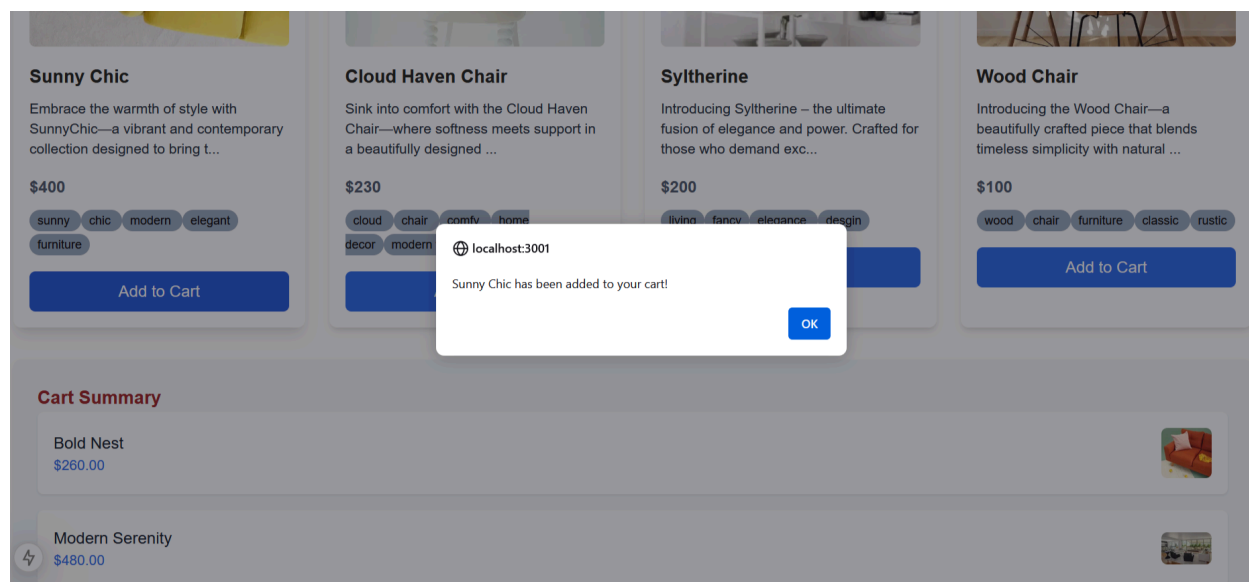 Sunny Chic
Embrace the warmth of style with
SunnyChic—a vibrant and contemporary
collection designed to bring t...
$400
sunny chic modern elegant
furniture
Add to Cart
Cloud Haven Chair
Sink into comfort with the Cloud Haven
Chair—where softness meets support in
a beautifully designed ...
$230
cloud chair comfy home
decor modern
Syltherine
Introducing Syltherine – the ultimate
fusion of elegance and power. Crafted for
those who demand exc...
$200
living fancy elegance desgin
Wood Chair
Introducing the Wood Chair—a
beautifully crafted piece that blends
timeless simplicity with natural ...
$100
wood chair furniture classic rustic
Add to Cart
localhost:3001
Sunny Chic has been added to your cart!
OK
Cart Summary
Bold Nest
$260.00
Modern Serenity
$480.00